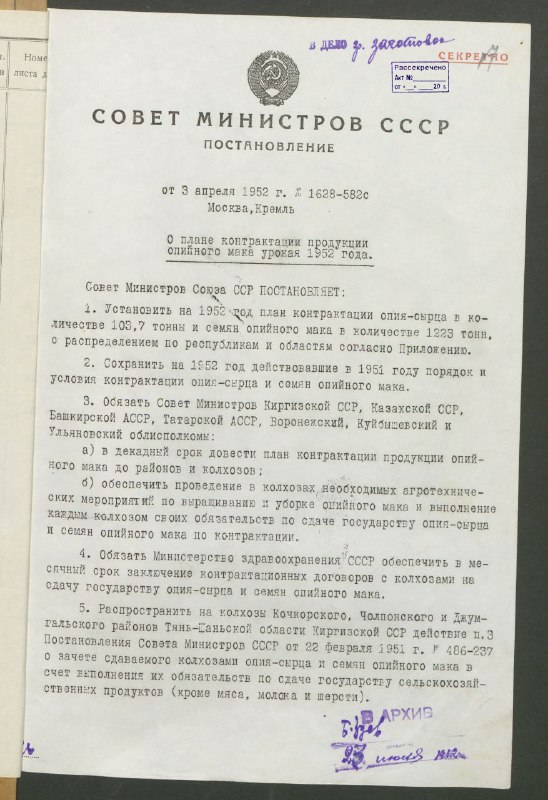 н.
в
Номе
листа д
В ДЕЛО
СЕКРЕТНО
Рассекречено
Акт №
от « » 20 г.
СОВЕТ МИНИСТРОВ СССР
ПОСТАНОВЛЕНИЕ
от 3 апреля 1952 г. № 1628-582с
Москва,Кремль
О плане контрактации продукции
опийного мака урожая 1952 года.
Совет Министров Союза ССР ПОСТАНОВЛЯЕТ:
1. Установить на 1952 год план контрактации опия-сырца в ко-
личестве 103,7 тонны и семян опийного мака в количестве 1223 тонн,
с распределением по республикам и областям согласно Приложению.
2. Сохранить на 1952 год действовавшие в 1951 году порядок и
условия контрактации опия-сырца и семян опийного мака.
3. Обязать Совет Министров Киргизской ССР, Казахской ССР,
Башкирской АССР, Татарской АССР, Воронежский, Куйбышевский и
Ульяновский облисполкомы:
а) в декадный срок довести план контрактации продукции опий-
ного мака до районов и колхозов;
б) обеспечить проведение в колхозах необходимых агротехниче-
ских мероприятий по выращиванию и уборке опийного мака и выполнение
каждым колхозом своих обязательств по сдаче государству опия-сырца
и семян опийного мака по контрактации.
4. Обязать Министерство здравоохранения СССР обеспечить в ме-
сячный срок заключение контрактационных договоров с колхозами на
сдачу государству опия-сырца и семян опийного мака.
5. Распространить на колхозы Кочкорского, Чолпонского и Джум-
гальского районов Тянь-Шаньской области Киргизской ССР действие п.3
Постановления Совета Министров СССР от 22 февраля 1951 г. № 486-237
о зачете сдаваемого колхозами опия-сырца и семян опийного мака в
счет выполнения их обязательств по сдаче государству сельскохозяй-
ственных продуктов (кроме мяса, молока и шерсти).
В АРХИВ
23 июля 1952